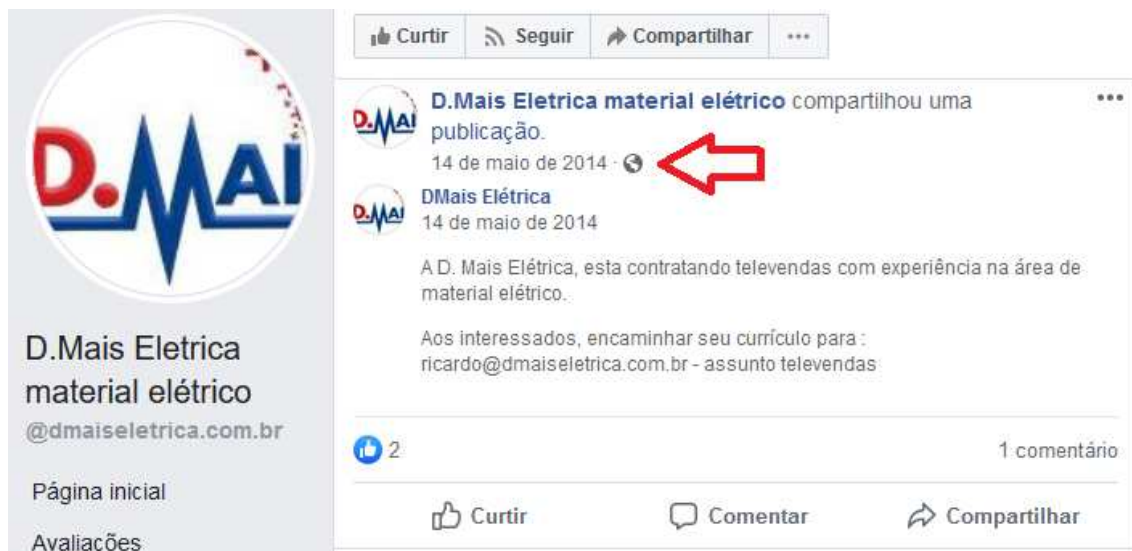 D.MAI
D.Mais Eletrica
material elétrico
@dmaiseletrica.com.br
Página inicial
Avaliações
Curtir
Seguir
Compartilhar
D.MAI
D.Mais Eletrica material elétrico compartilhou uma
publicação.
14 de maio de 2014 ·
D.MAI
DMais Elétrica
14 de maio de 2014
A D. Mais Elétrica, esta contratando televendas com experiência na área de
material elétrico.
Aos interessados, encaminhar seu currículo para :
ricardo@dmaiseletrica.com.br - assunto televendas
2
1 comentário
Curtir
Comentar
Compartilhar